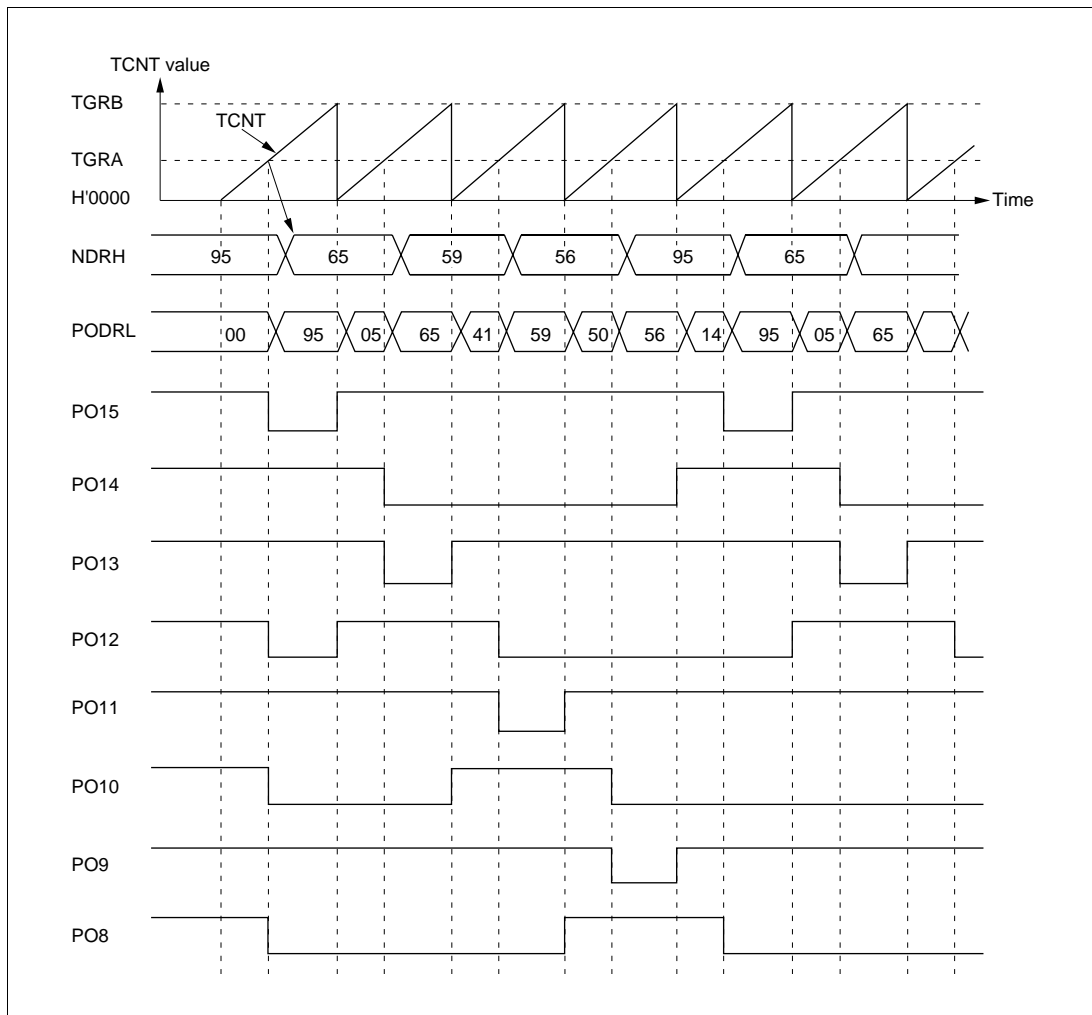 TCNT value
TGRB
TCNT
TGRA
H'0000
Time
NDRH
95 65 59 56 95 65
PODRL
00 95 05 65 41 59 50 56 14 95 05 65
PO15
PO14
PO13
PO12
PO11
PO10
PO9
PO8